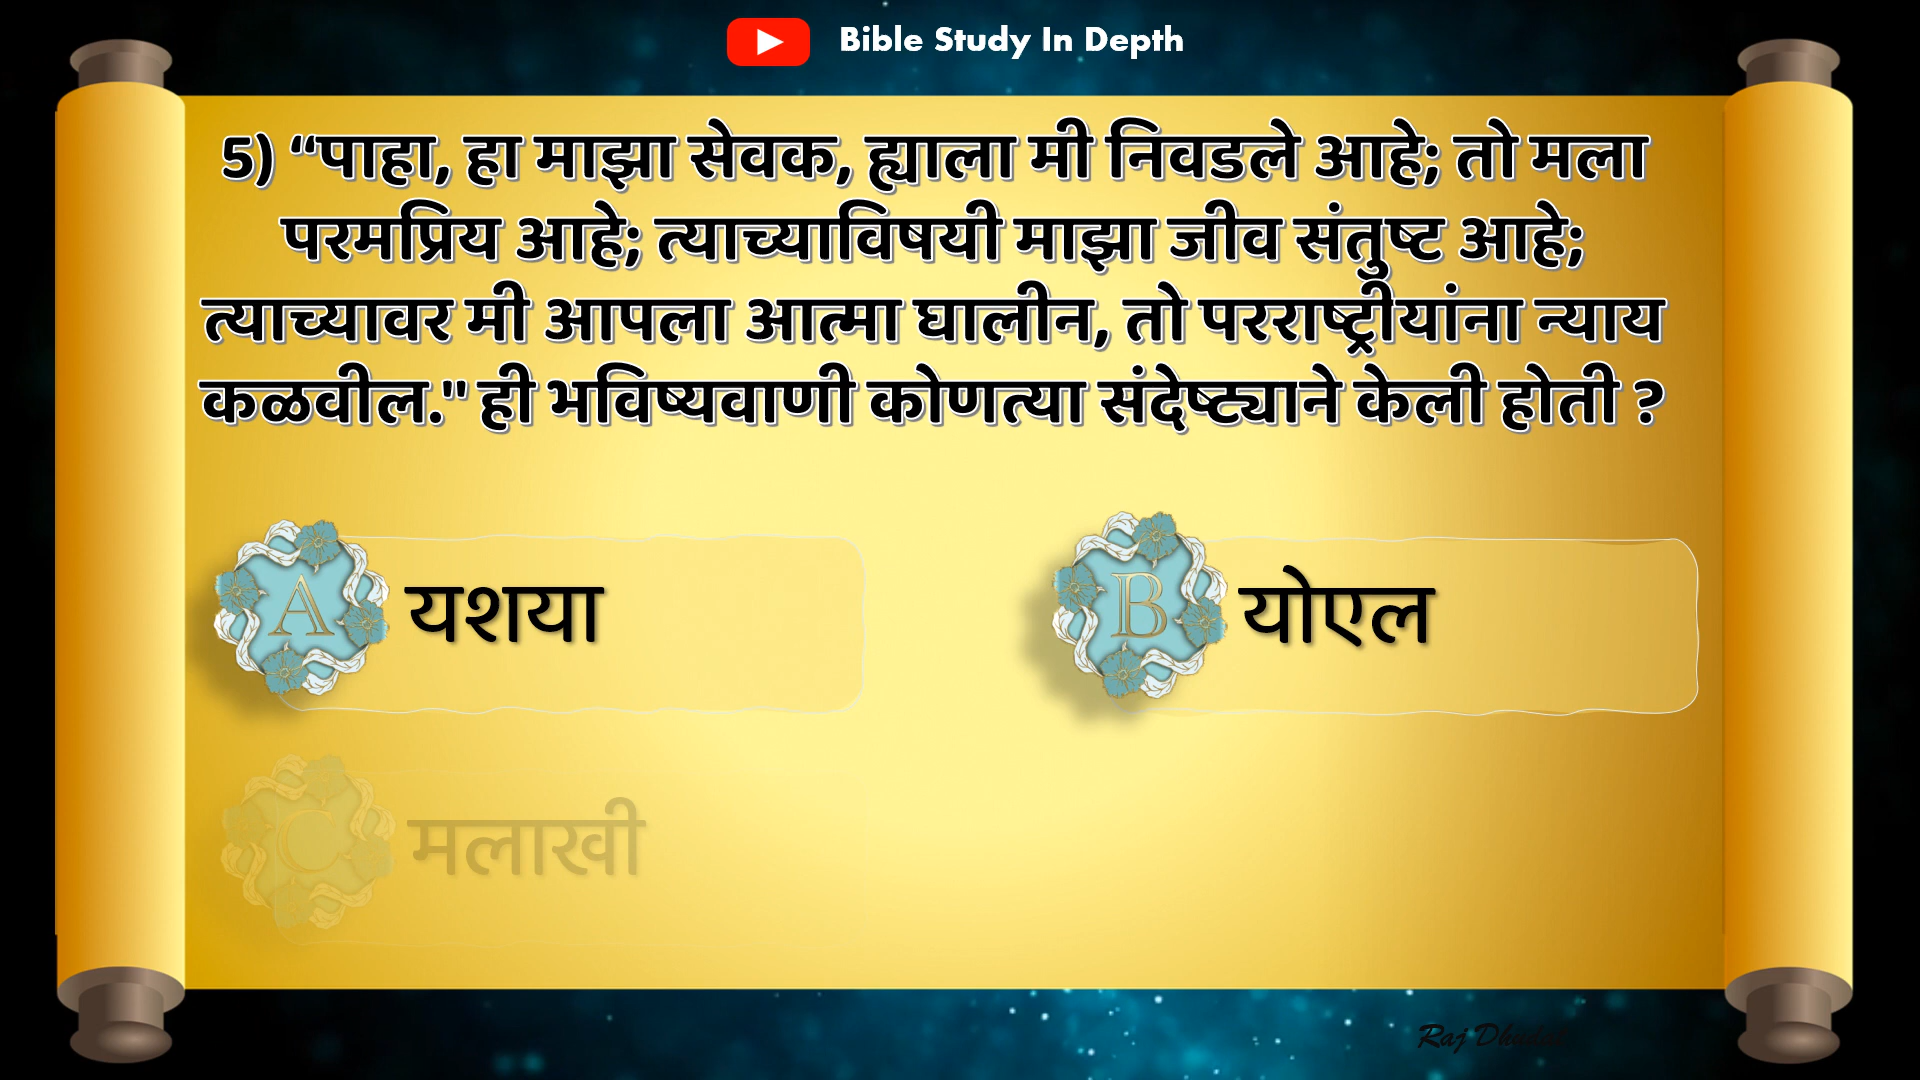 Bible Study In Depth
5) “पाहा, हा माझा सेवक, ह्याला मी निवडले आहे; तो मला
परमप्रिय आहे; त्याच्याविषयी माझा जीव संतुष्ट आहे;
त्याच्यावर मी आपला आत्मा घालीन, तो परराष्ट्रीयांना न्याय
कळवील." ही भविष्यवाणी कोणत्या संदेष्ट्याने केली होती ?
A यशया
B योएल
C मलाखी
Raj